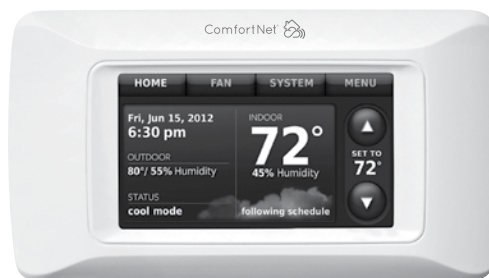 ComfortNet™
HOME FAN SYSTEM MENU
Fri, Jun 15, 2012
6:30 pm
OUTDOOR
80°/ 55% Humidity
STATUS
cool mode
INDOOR
72°
45% Humidity
following schedule
SET TO
72°